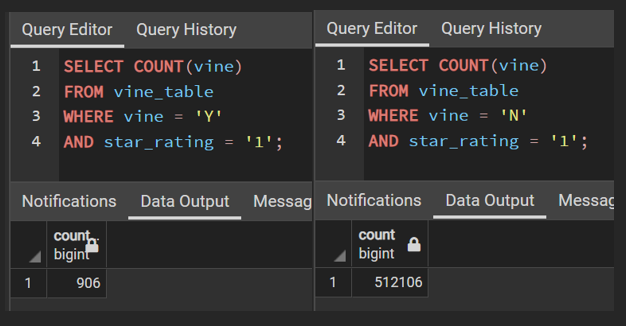 Query Editor Query History
1 SELECT COUNT(vine)
2 FROM vine_table
3 WHERE vine = 'Y'
4 AND star_rating = '1';
Notifications Data Output Messag
count
bigint
1 906
Query Editor Query History
1 SELECT COUNT(vine)
2 FROM vine_table
3 WHERE vine = 'N'
4 AND star_rating = '1';
Notifications Data Output Messag
count
bigint
1 512106